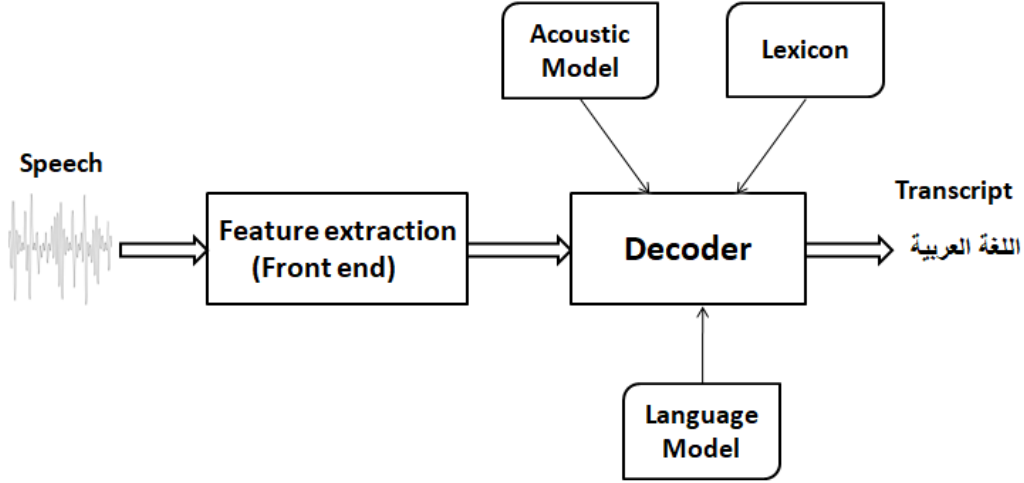 Acoustic
Model
Lexicon
Speech
Feature extraction
(Front end)
Decoder
Transcript
اللغة العربية
Language
Model